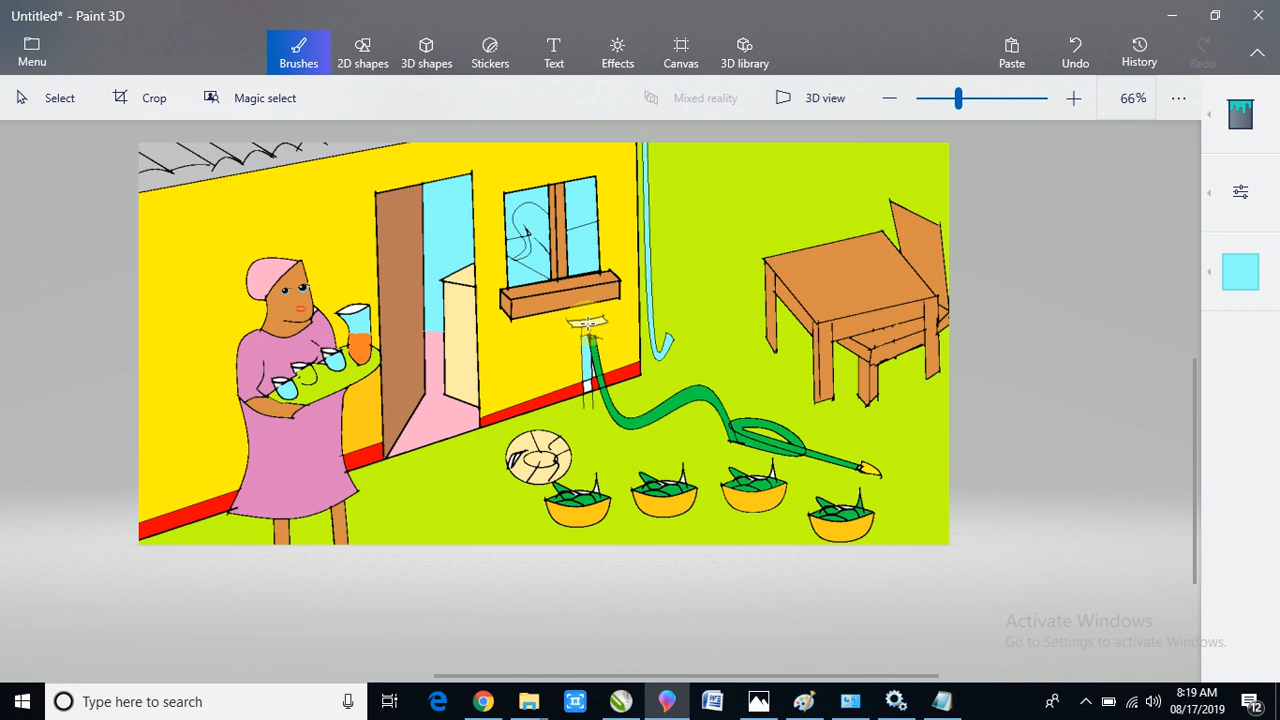 Untitled* - Paint 3D
Menu
Brushes
2D shapes
3D shapes
Stickers
Text
Effects
Canvas
3D library
Paste
Undo
History
Redo
Select
Crop
Magic select
Mixed reality
3D view
66%
Activate Windows
Go to Settings to activate Windows.
Type here to search
8:19 AM
08/17/2019
12